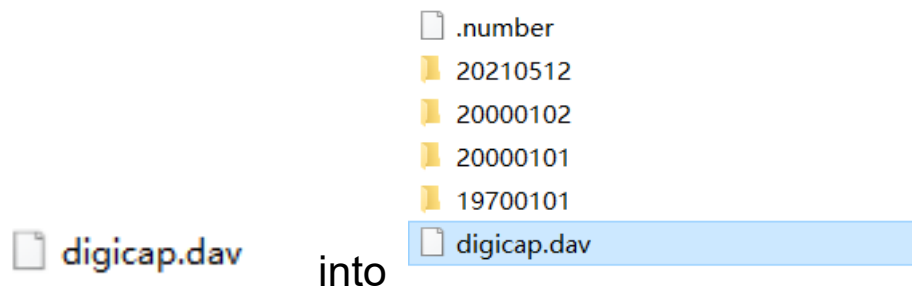 digicap.dav into
.number
20210512
20000102
20000101
19700101
digicap.dav